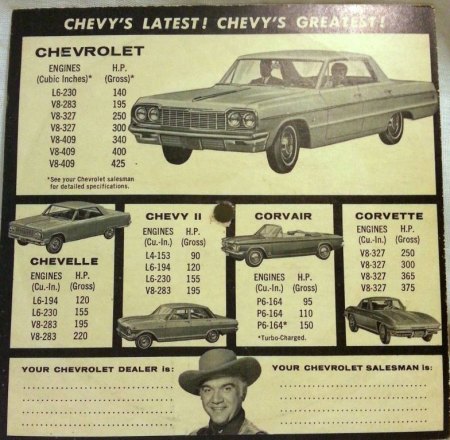 CHEVY'S LATEST! CHEVY'S GREATEST!
CHEVROLET
ENGINES H.P.
(Cubic Inches)* (Gross)*
L6-230 140
V8-283 195
V8-327 250
V8-327 300
V8-409 340
V8-409 400
V8-409 425
*See your Chevrolet salesman
for detailed specifications.
CHEVELLE
ENGINES H.P.
(Cu.-In.) (Gross)
L6-194 120
L6-230 155
V8-283 195
V8-283 220
CHEVY II
ENGINES H.P.
(Cu.-In.) (Gross)
L4-153 90
L6-194 120
L6-230 155
V8-283 195
CORVAIR
ENGINES H.P.
(Cu.-In.) (Gross)
P6-164 95
P6-164 110
P6-164* 150
*Turbo-Charged.
CORVETTE
ENGINES H.P.
(Cu.-In.) (Gross)
V8-327 250
V8-327 300
V8-327 365
V8-327 375
YOUR CHEVROLET DEALER is:
YOUR CHEVROLET SALESMAN is: